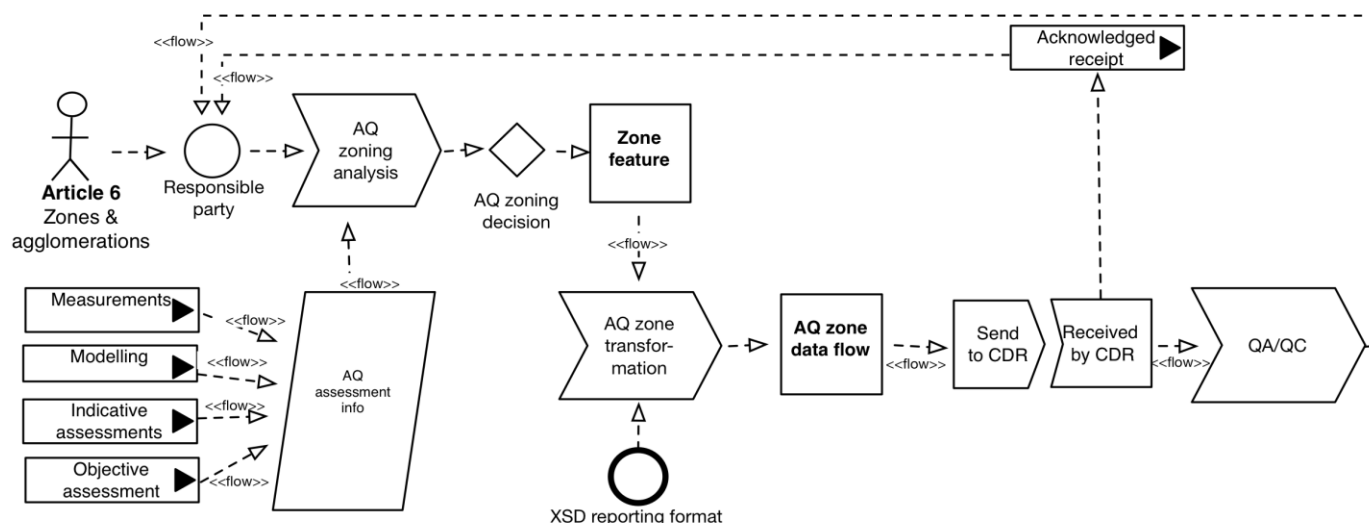 <<flow>>
Acknowledged
receipt
<<flow>>
Article 6
Zones &
agglomerations
Responsible
party
AQ
zoning
analysis
AQ zoning
decision
Zone
feature
<<flow>>
<<flow>>
Measurements
<<flow>>
Modelling
<<flow>>
Indicative
assessments
<<flow>>
Objective
assessment
<<flow>>
AQ
assessment
info
AQ zone
transfor-
mation
AQ zone
data flow
<<flow>>
Send
to CDR
Received
by CDR
<<flow>>
QA/QC
XSD reporting format